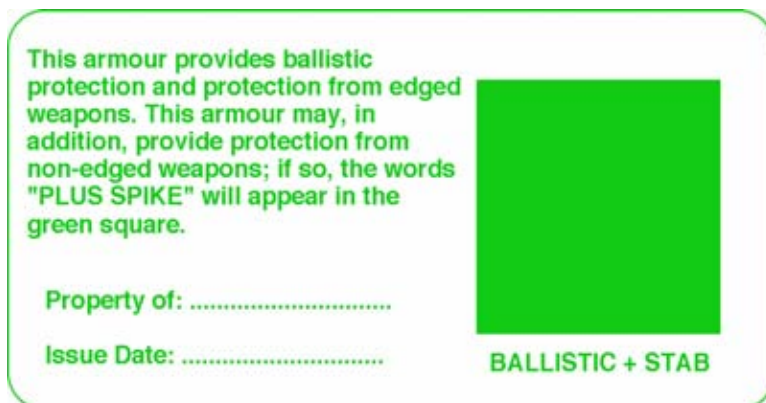 This armour provides ballistic
protection and protection from edged
weapons. This armour may, in
addition, provide protection from
non-edged weapons; if so, the words
"PLUS SPIKE" will appear in the
green square.
Property of: ..............................
Issue Date: ..............................
BALLISTIC + STAB